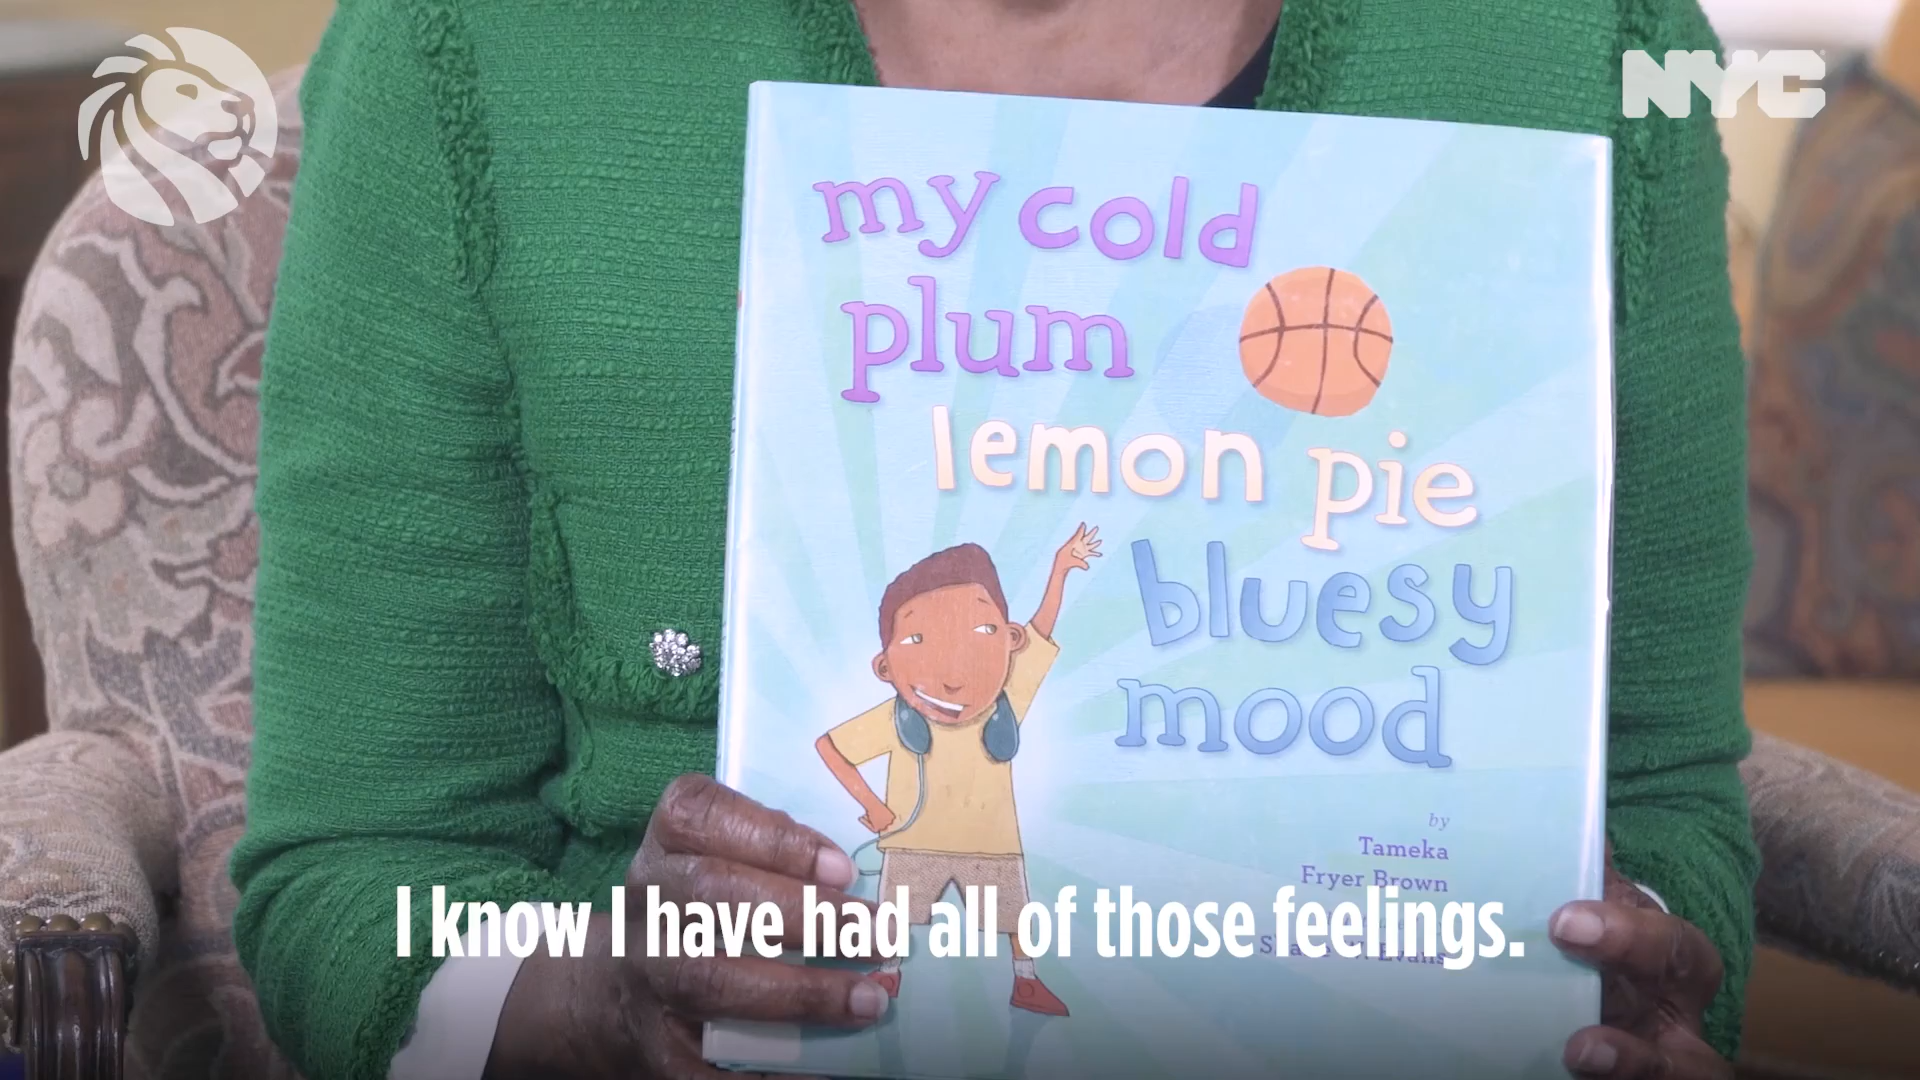 NYC
my cold
plum
lemon pie
bluesy
mood
by
Tameka
Fryer Brown
W. Evans
I know I have had all of those feelings.